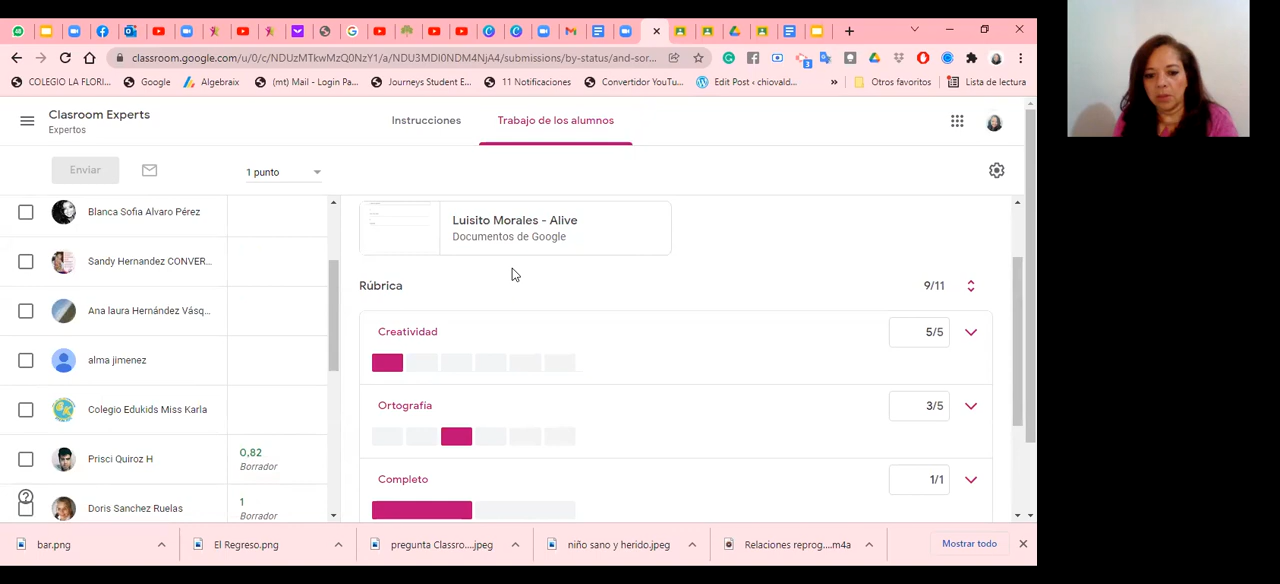 classroom.google.com/u/0/c/NDUzMTkwMzQ0NzY1/a/NDU3MDI0NDM4NjA4/submissions/by-status/and-sor...
COLEGIO LA FLORI...
Google
Algebraix
(mt) Mail - Login Pa...
Journeys Student E...
11 Notificaciones
Convertidor YouTu...
Edit Post ‹ chiovald...
»
Otros favoritos
Lista de lectura
Clasroom Experts
Expertos
Instrucciones
Trabajo de los alumnos
Enviar
1 punto
Blanca Sofia Alvaro Pérez
Sandy Hernandez CONVER...
Ana laura Hernández Vásq...
alma jimenez
Colegio Edukids Miss Karla
Prisci Quiroz H
0,82
Borrador
Doris Sanchez Ruelas
1
Borrador
Luisito Morales - Alive
Documentos de Google
Rúbrica
9/11
Creatividad
5/5
Ortografía
3/5
Completo
1/1
bar.png
El Regreso.png
pregunta Classro....jpeg
niño sano y herido.jpeg
Relaciones reprog....m4a
Mostrar todo